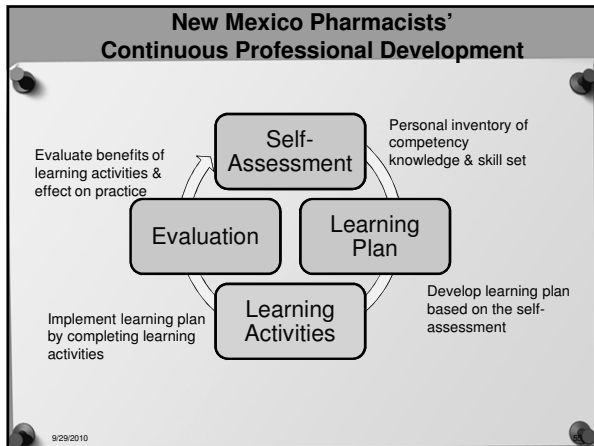 New Mexico Pharmacists'
Continuous Professional Development
Self-
Assessment
Personal inventory of
competency
knowledge & skill set
Evaluate benefits of
learning activities &
effect on practice
Evaluation
Learning
Plan
Develop learning plan
based on the self-
assessment
Learning
Activities
Implement learning plan
by completing learning
activities
9/29/2010